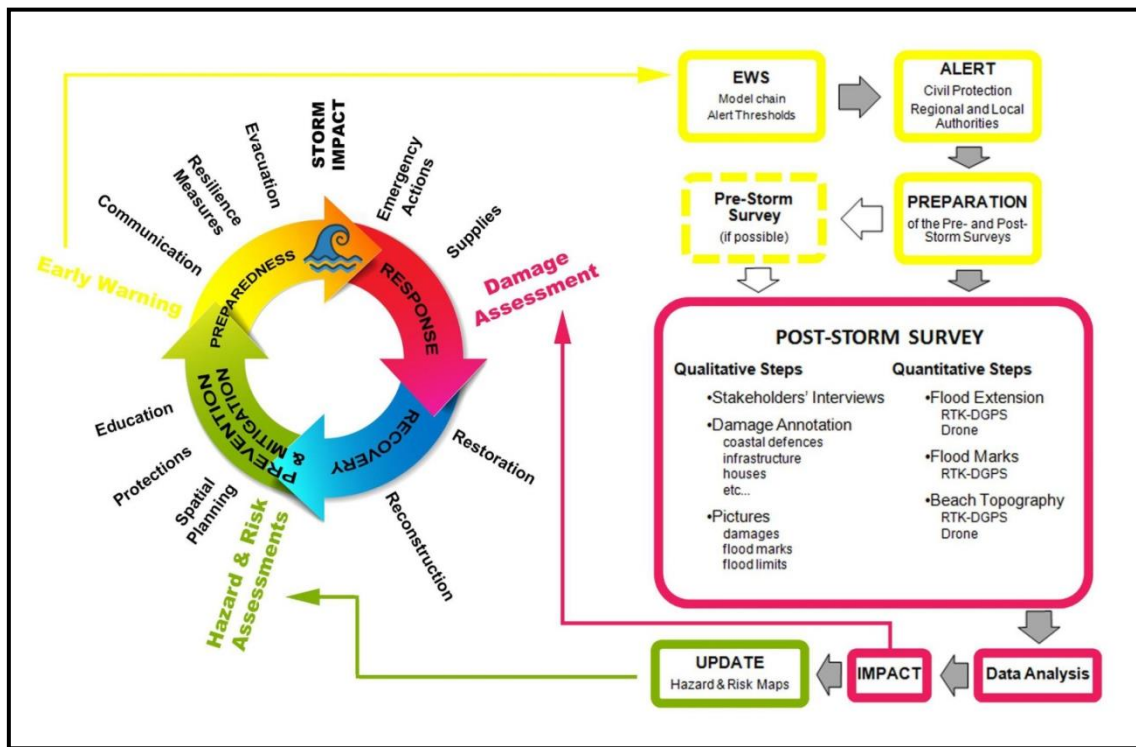 STORM
IMPACT
Evacuation
Resilience
Measures
Communication
Early Warning
Emergency
Actions
Supplies
Damage
Assessment
PREPAREDNESS
RESPONSE
RECOVERY
PREVENTION
& MITIGATION
Education
Protections
Spatial
Planning
Hazard & Risk
Assessments
Restoration
Reconstruction
EWS
Model chain
Alert Thresholds
ALERT
Civil Protection
Regional and Local
Authorities
Pre-Storm
Survey
(if possible)
PREPARATION
of the Pre- and Post-
Storm Surveys
POST-STORM SURVEY
Qualitative Steps
•Stakeholders' Interviews
•Damage Annotation
coastal defences
infrastructure
houses
etc...
•Pictures
damages
flood marks
flood limits
Quantitative Steps
•Flood Extension
RTK-DGPS
Drone
•Flood Marks
RTK-DGPS
•Beach Topography
RTK-DGPS
Drone
UPDATE
Hazard & Risk Maps
IMPACT
Data Analysis